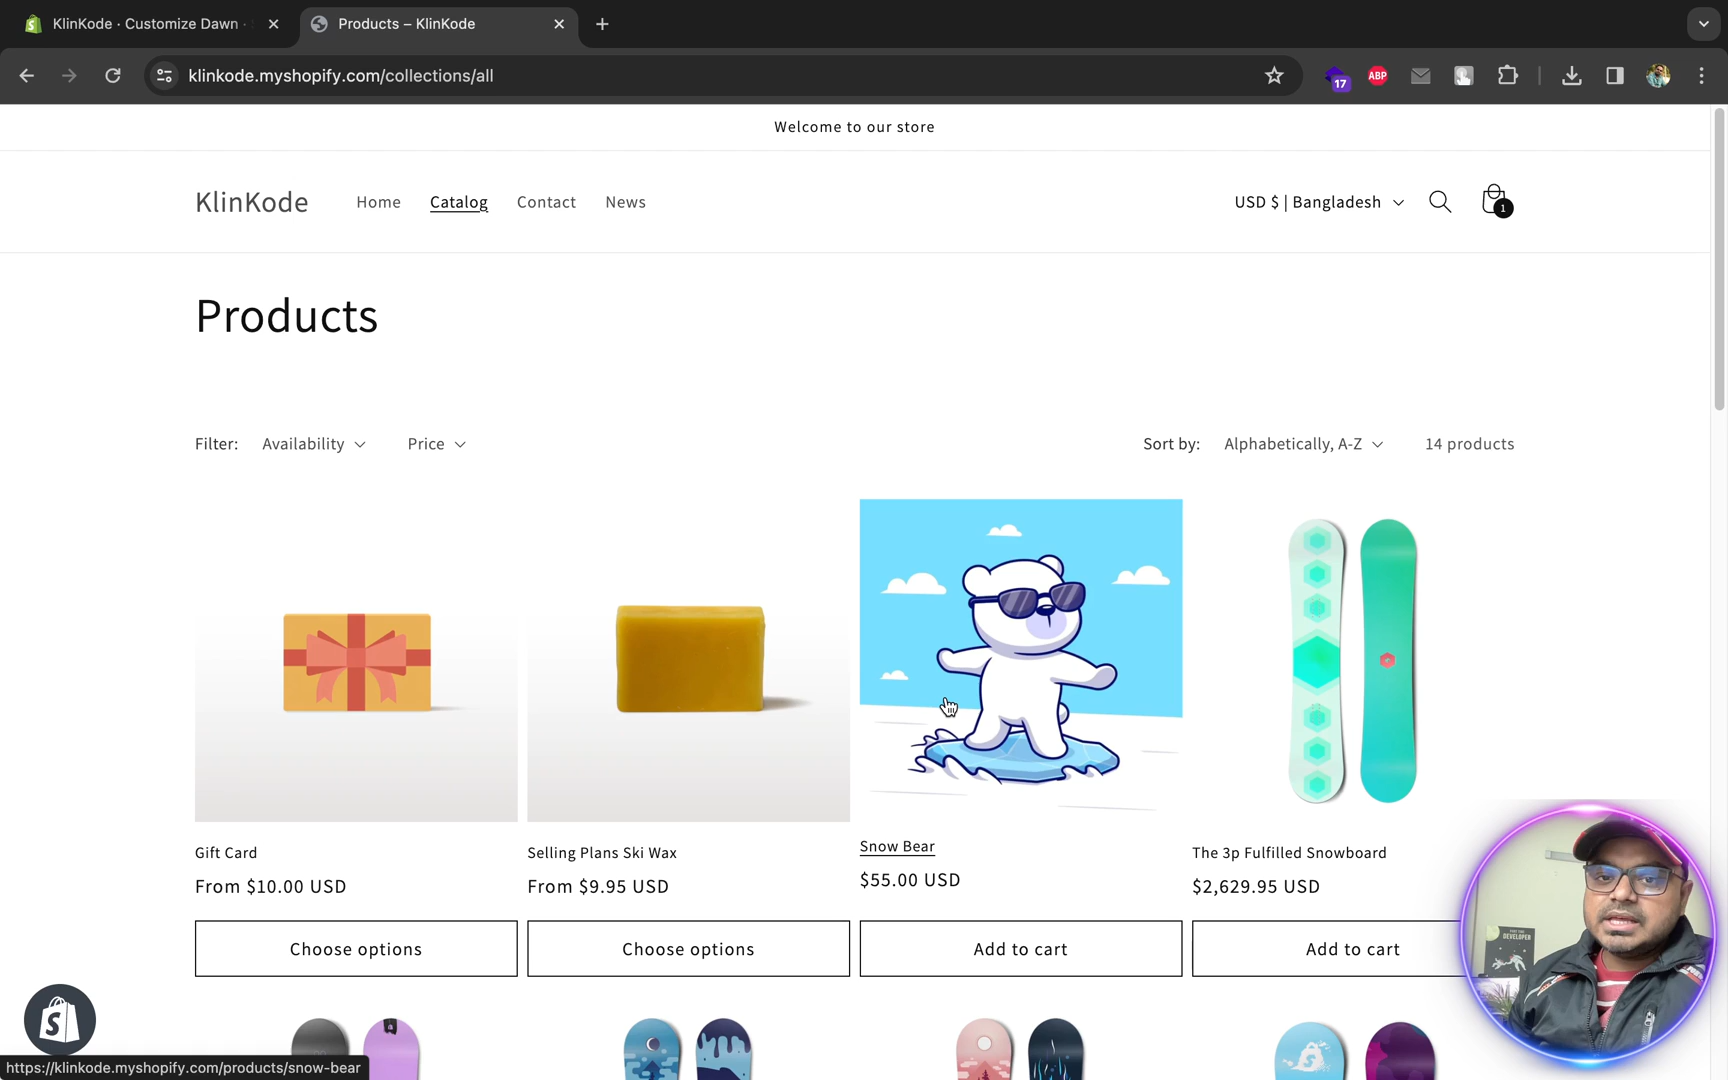 KlinKode · Customize Dawn ·
Products – KlinKode
klinkode.myshopify.com/collections/all
17
ABP
Welcome to our store
KlinKode
Home
Catalog
Contact
News
USD $ | Bangladesh
1
Products
Filter:
Availability
Price
Sort by:
Alphabetically, A-Z
14 products
Gift Card
From $10.00 USD
Choose options
Selling Plans Ski Wax
From $9.95 USD
Choose options
Snow Bear
$55.00 USD
Add to cart
The 3p Fulfilled Snowboard
$2,629.95 USD
Add to cart
DEVELOPER
https://klinkode.myshopify.com/products/snow-bear